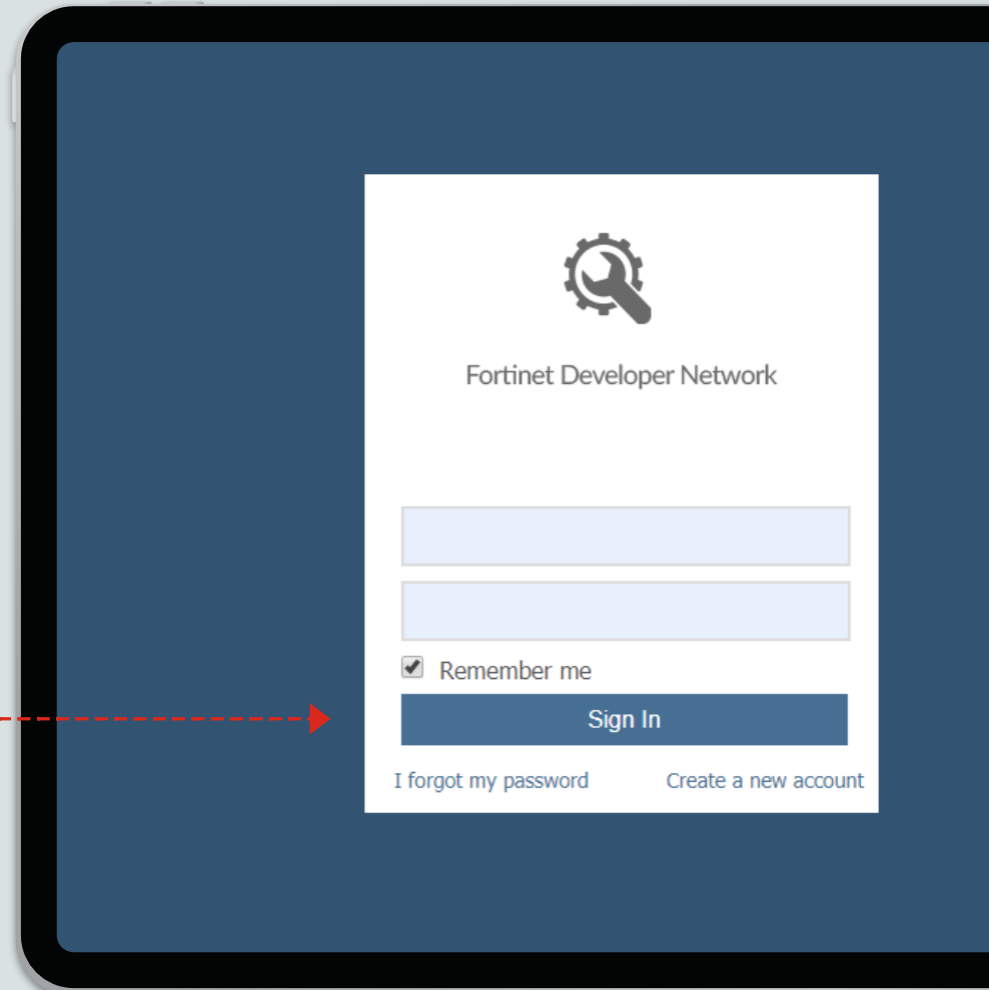 Fortinet Developer Network
Remember me
Sign In
I forgot my password
Create a new account